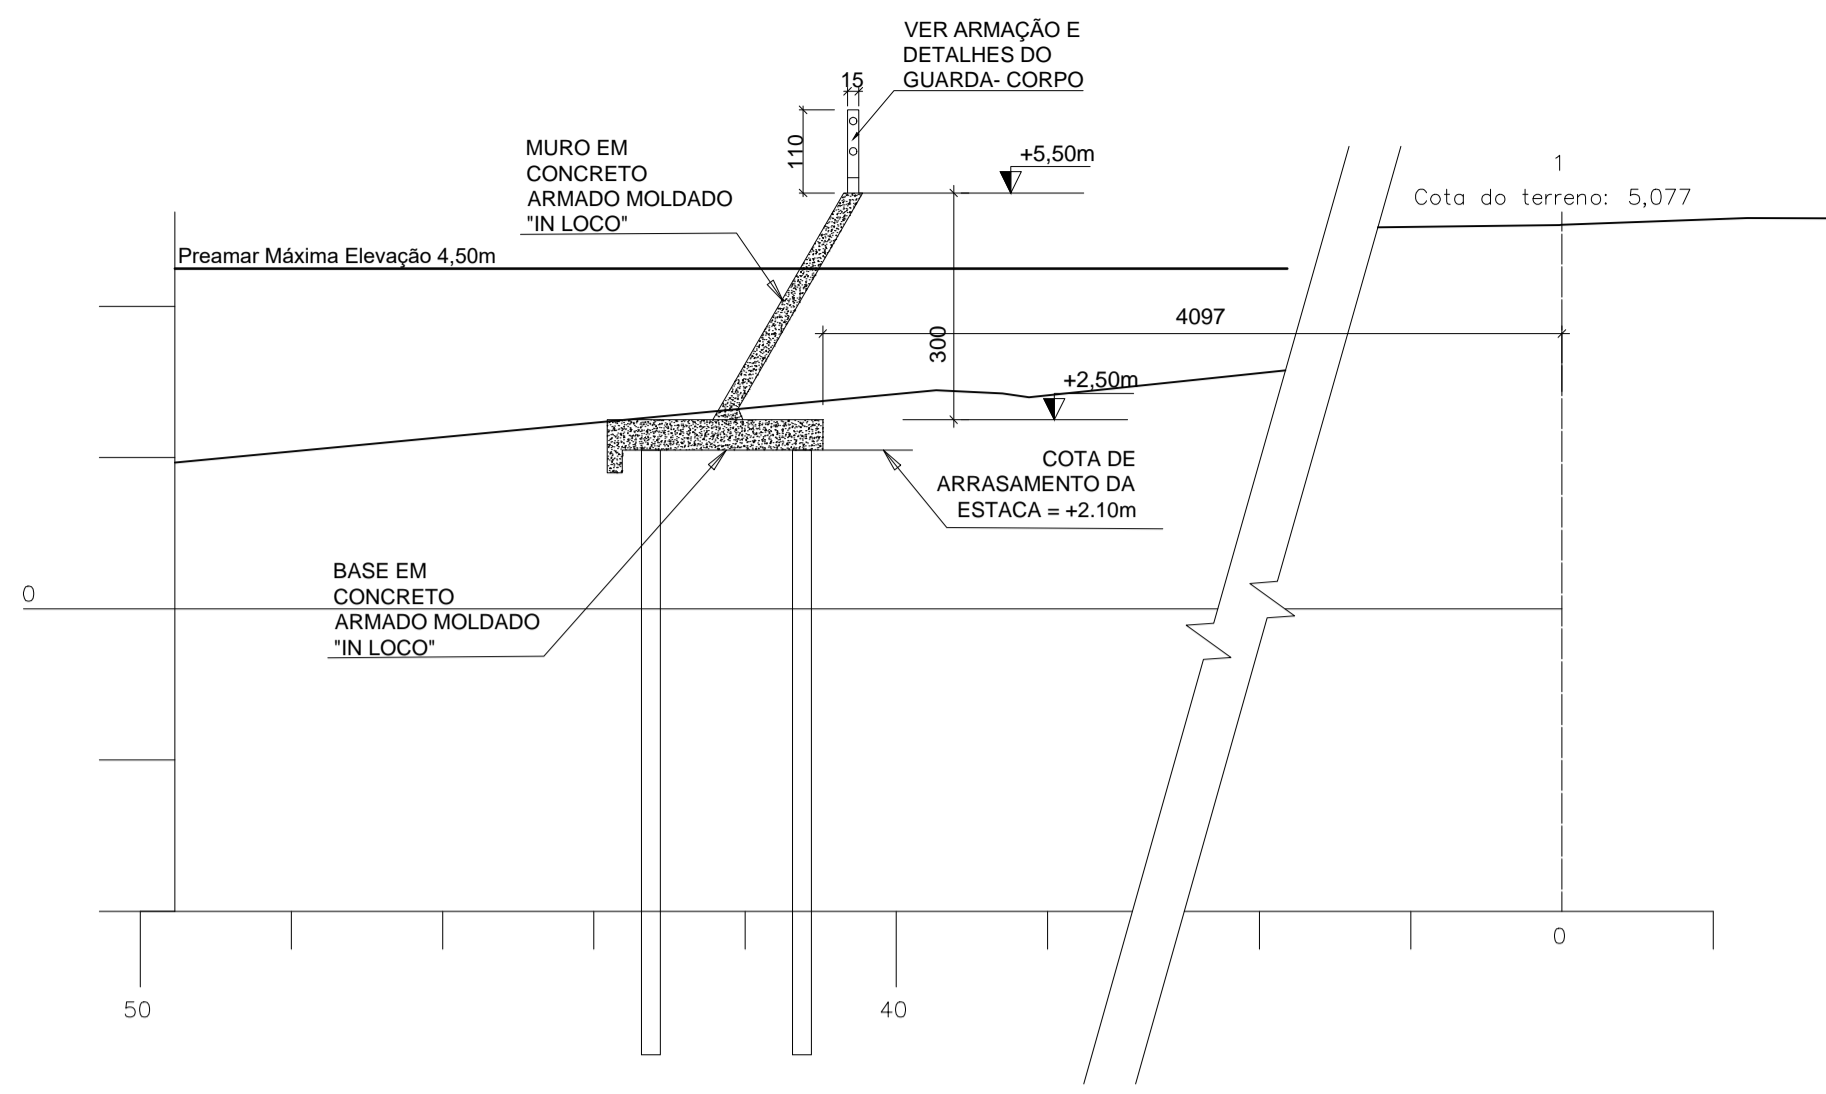 VER ARMAÇÃO E
DETALHES DO
GUARDA- CORPO
15
110
MURO EM
CONCRETO
ARMADO MOLDADO
"IN LOCO"
+5,50m
1
Cota do terreno: 5,077
Preamar Máxima Elevação 4,50m
4097
300
+2,50m
COTA DE
ARRASAMENTO DA
ESTACA = +2.10m
BASE EM
CONCRETO
ARMADO MOLDADO
"IN LOCO"
0
0
50
40